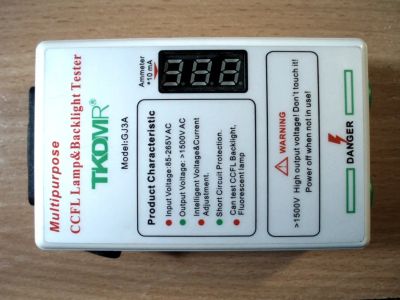 Multipurpose
CCFL Lamp&Backlight Tester
TKDMR®
Model:GJ3A
Ammeter
*10 mA
Product Characteristic
Input Voltage:85-265V AC
Output Voltage: >1500V AC
Intelligent Voltage&Current
Adjustment.
Short Circuit Protection.
Can test CCFL Backlight,
Fluorescent lamp
WARNING
>1500V High output voltage! Don't touch it!
Power off when not in use!
DANGER